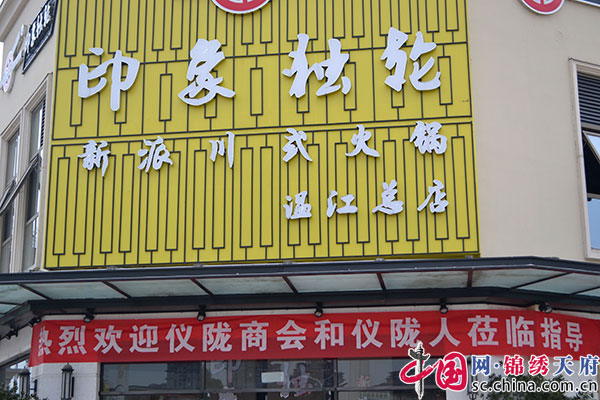 印象独轮
新派川式火锅
温江总店
热烈欢迎仪陇商会和仪陇人莅临指导
中国网·锦绣天府
sc.china.com.cn